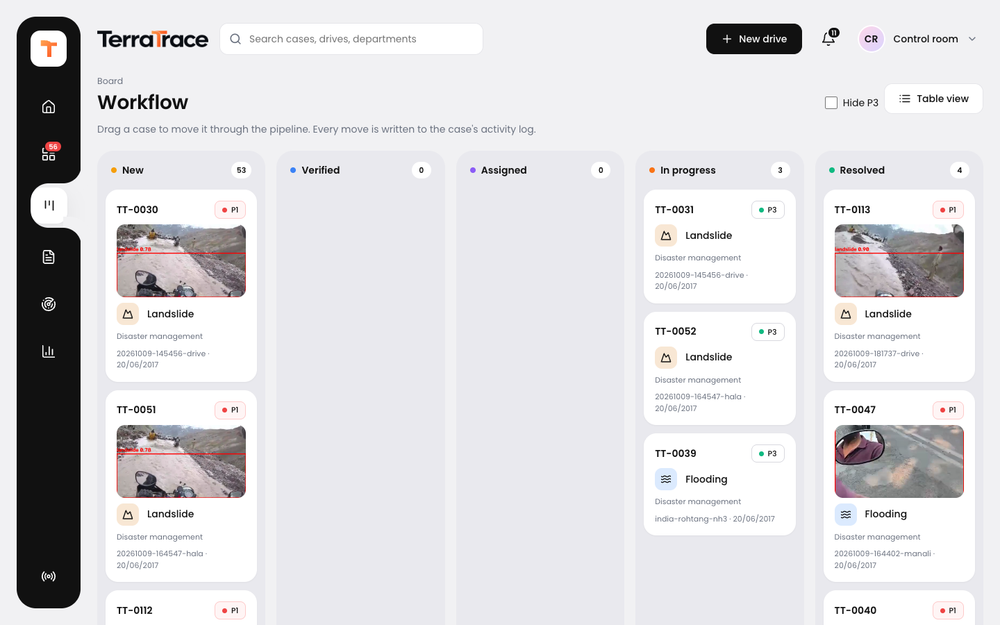 TerraTrace
Search cases, drives, departments
New drive
11
CR
Control room
56
Board
Workflow
Drag a case to move it through the pipeline. Every move is written to the case's activity log.
Hide P3
Table view
New
53
TT-0030
P1
landslide 0.78
Landslide
Disaster management
20261009-145456-drive ·
20/06/2017
TT-0051
P1
landslide 0.78
Landslide
Disaster management
20261009-164547-hala ·
20/06/2017
TT-0112
P1
Verified
0
Assigned
0
In progress
3
TT-0031
P3
Landslide
Disaster management
20261009-145456-drive ·
20/06/2017
TT-0052
P3
Landslide
Disaster management
20261009-164547-hala ·
20/06/2017
TT-0039
P3
Flooding
Disaster management
india-rohtang-nh3 · 20/06/2017
Resolved
4
TT-0113
P1
landslide 0.90
Landslide
Disaster management
20261009-181737-drive ·
20/06/2017
TT-0047
P1
Flooding
Disaster management
20261009-164402-manali ·
20/06/2017
TT-0040
P1